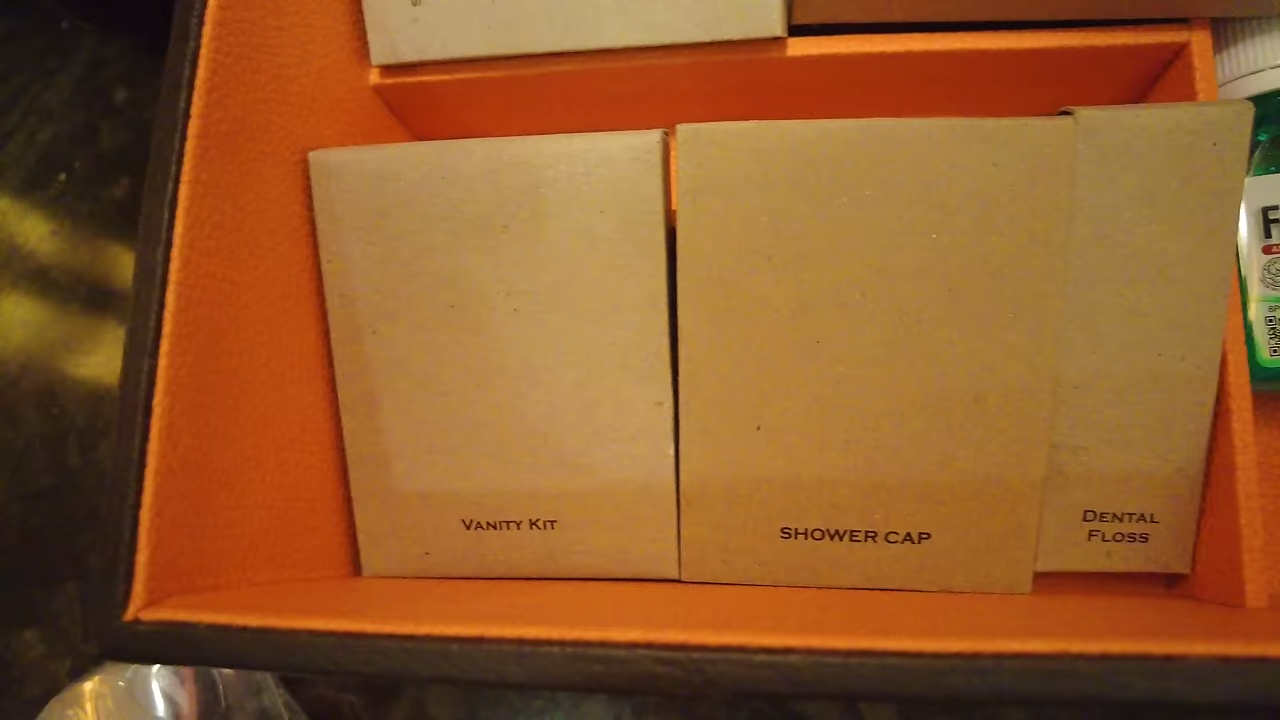 Vanity Kit
SHOWER CAP
Dental
Floss
F